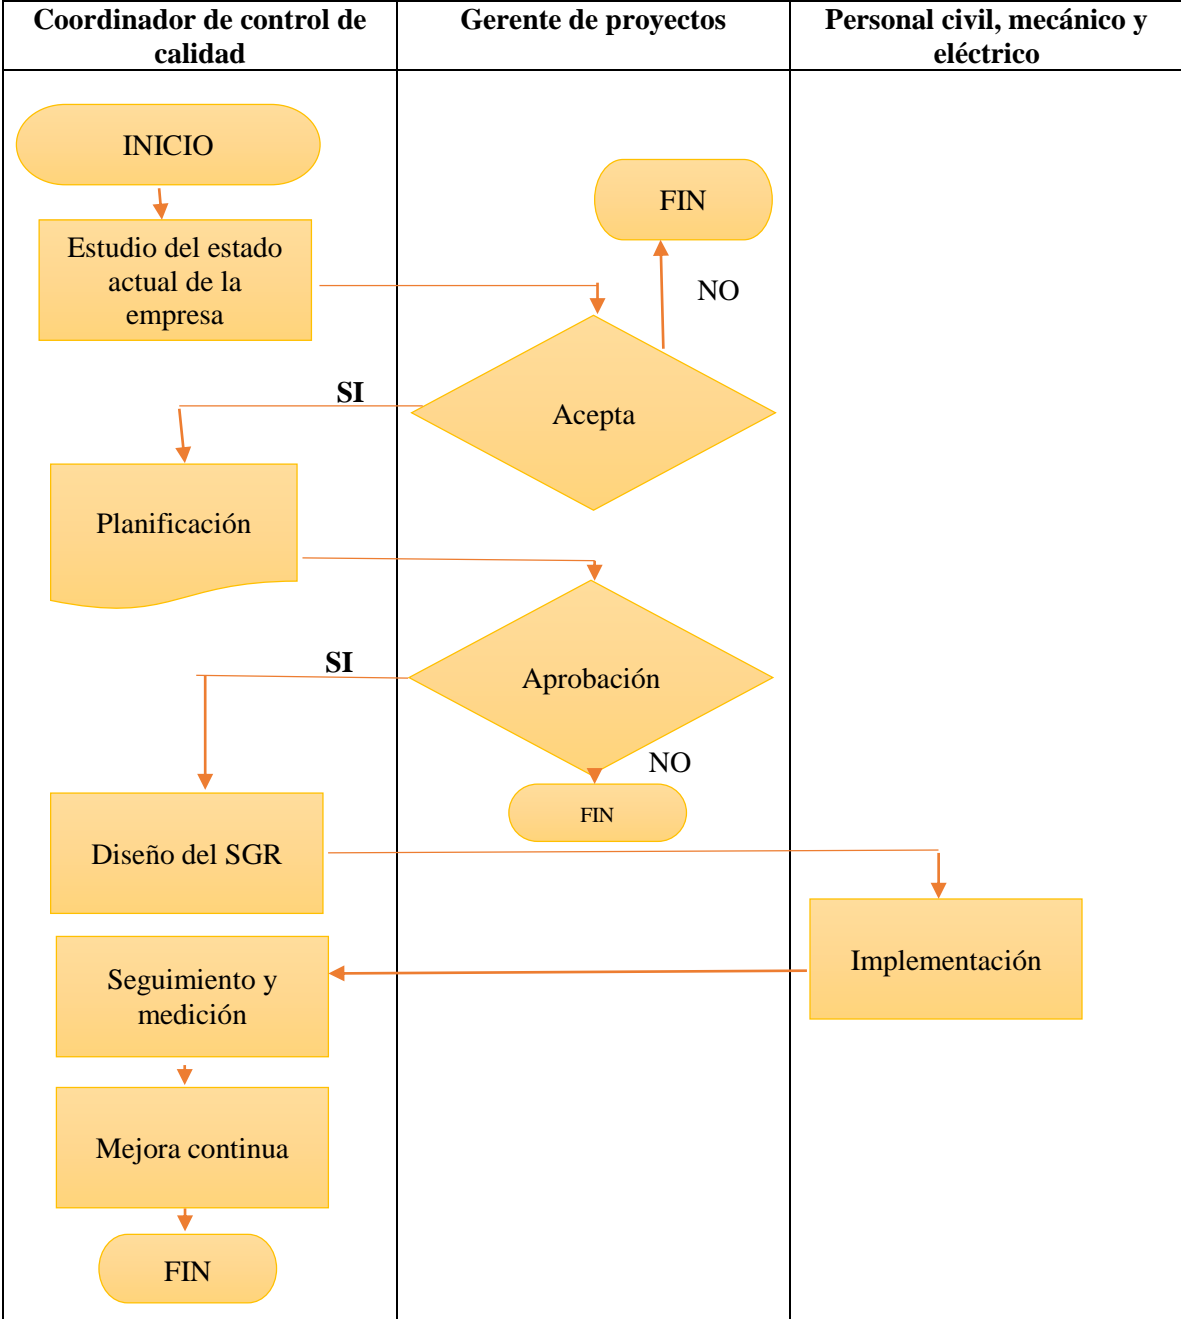 Coordinador de control de
calidad
Gerente de proyectos
Personal civil, mecánico y
eléctrico
INICIO
FIN
Estudio del estado
actual de la
empresa
NO
SI
Acepta
Planificación
SI
Aprobación
NO
FIN
Diseño del SGR
Implementación
Seguimiento y
medición
Mejora continua
FIN